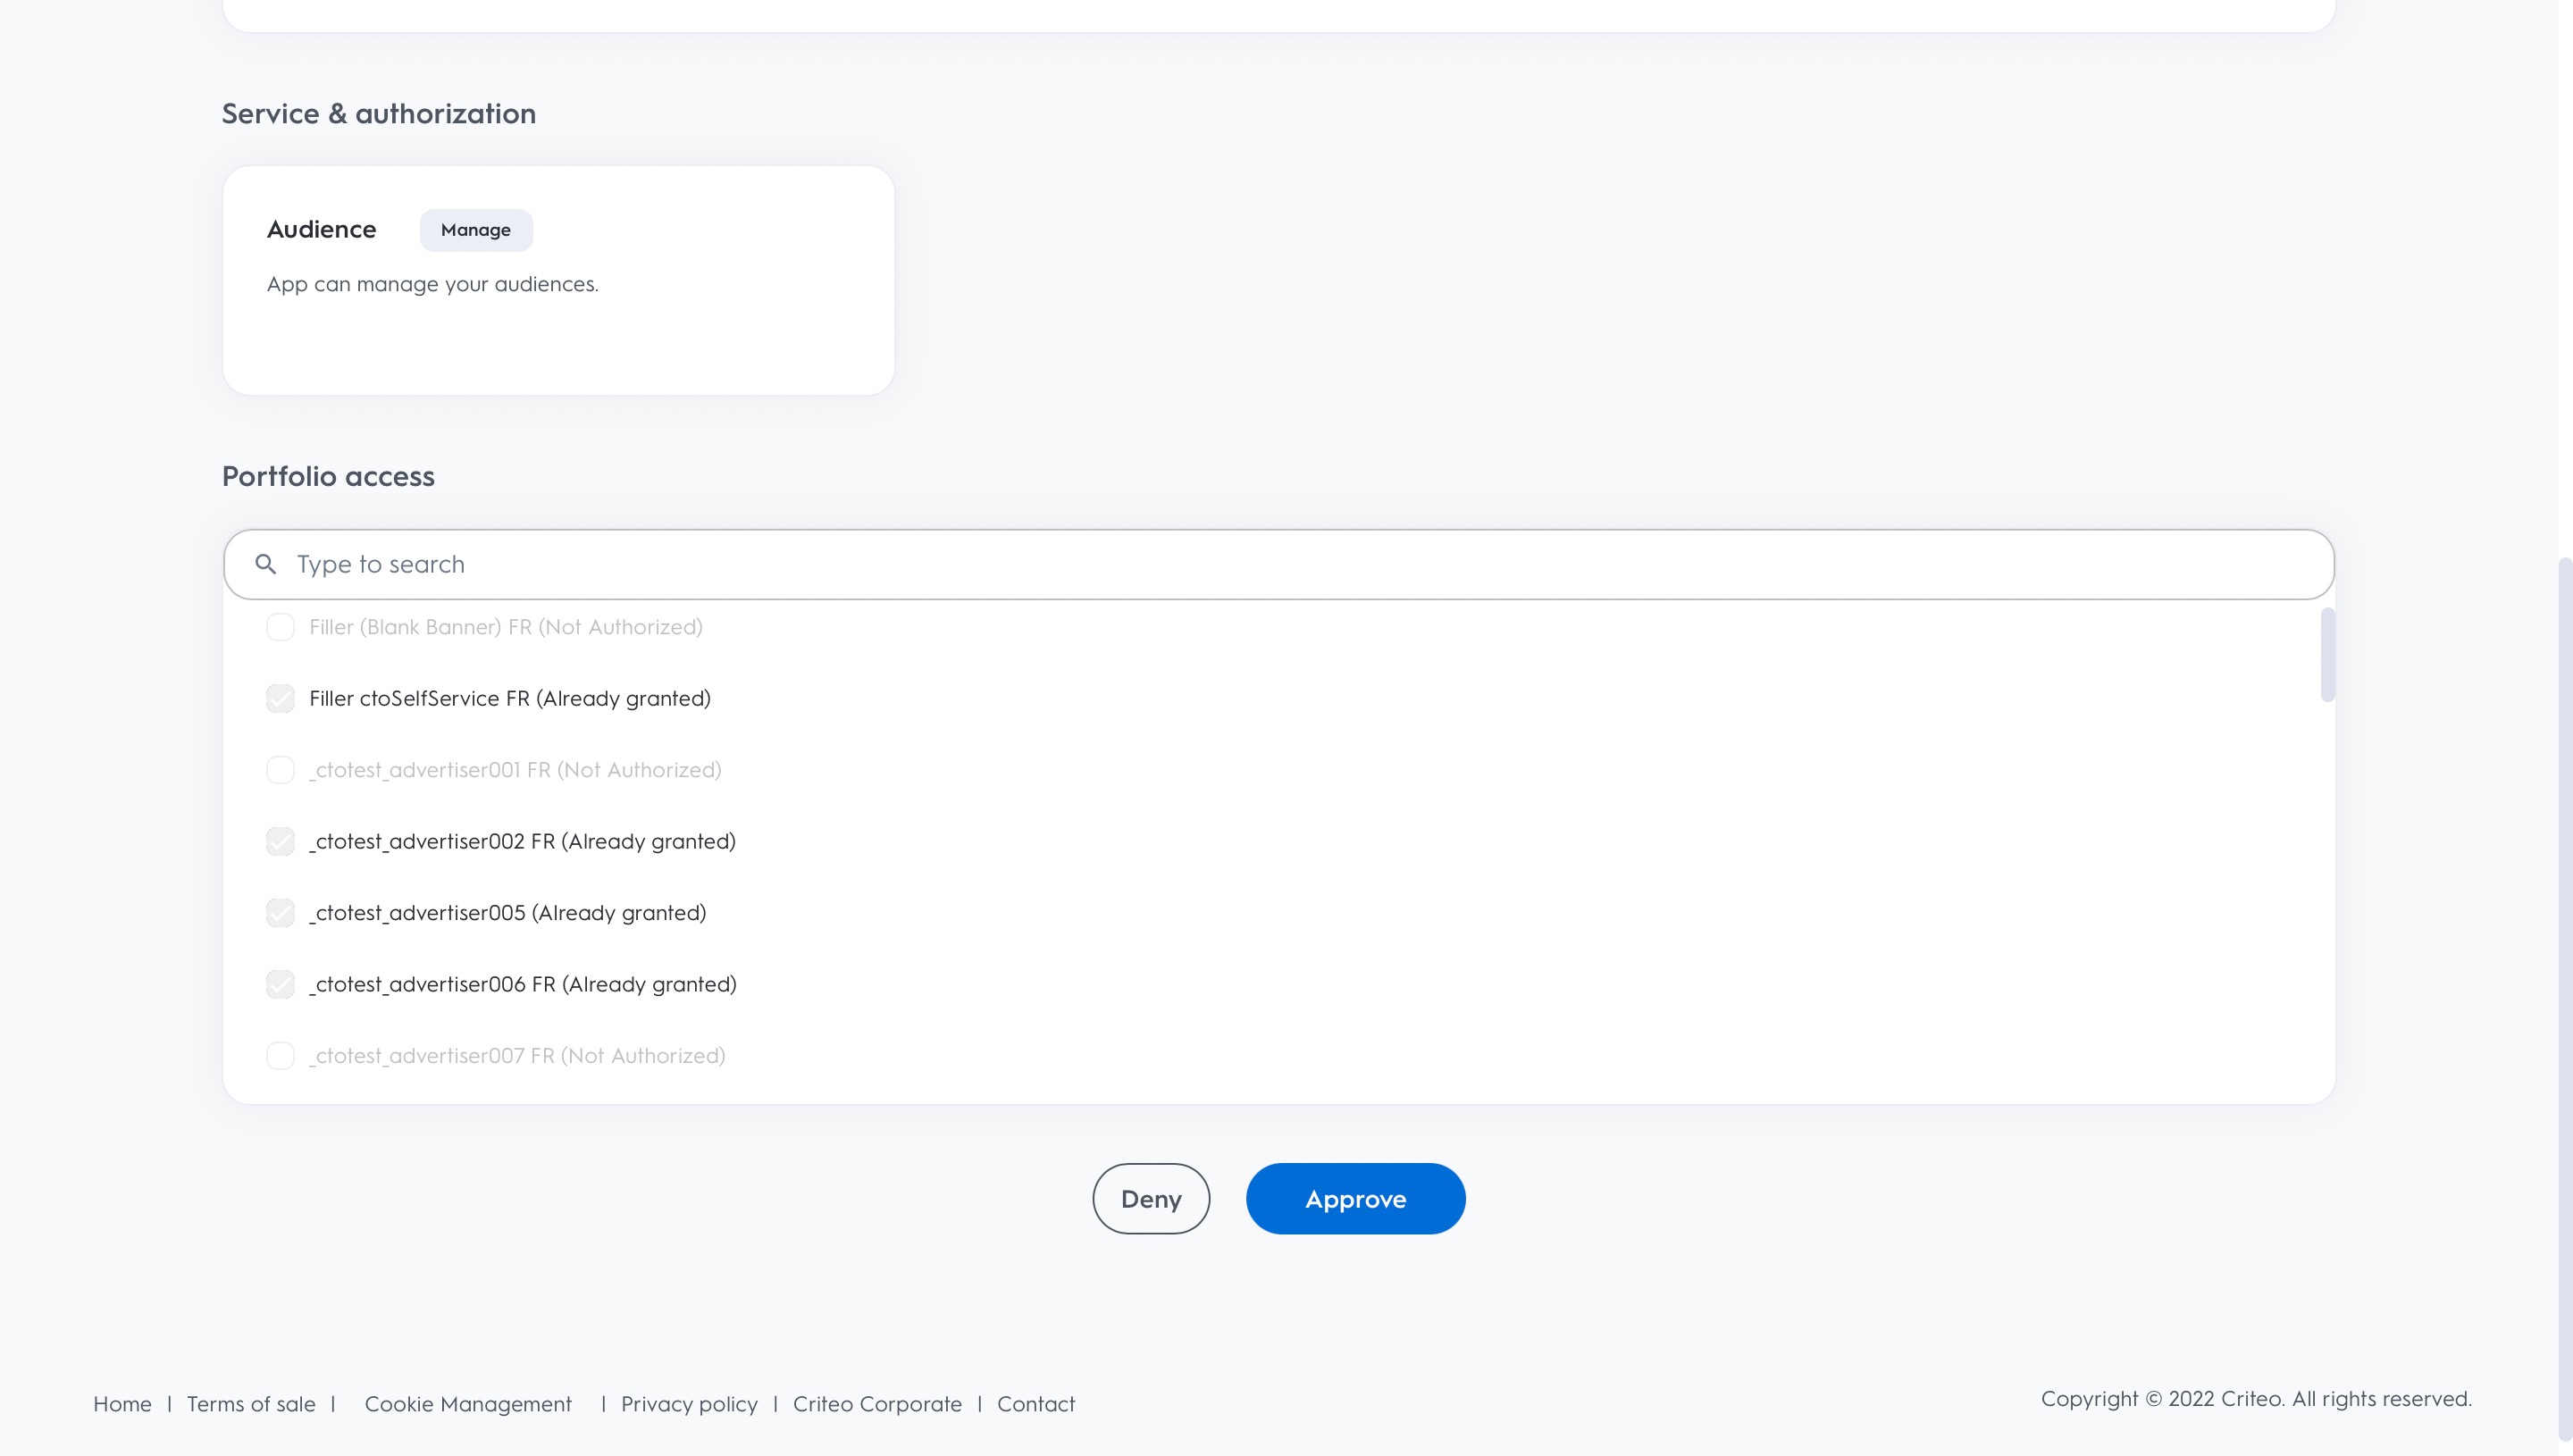 Service & authorization
Audience
Manage
App can manage your audiences.
Portfolio access
Type to search
Filler (Blank Banner) FR (Not Authorized)
Filler ctoSelfService FR (Already granted)
_ctotest_advertiser001 FR (Not Authorized)
_ctotest_advertiser002 FR (Already granted)
_ctotest_advertiser005 (Already granted)
_ctotest_advertiser006 FR (Already granted)
_ctotest_advertiser007 FR (Not Authorized)
Deny
Approve
Home | Terms of sale | Cookie Management | Privacy policy | Criteo Corporate | Contact
Copyright © 2022 Criteo. All rights reserved.